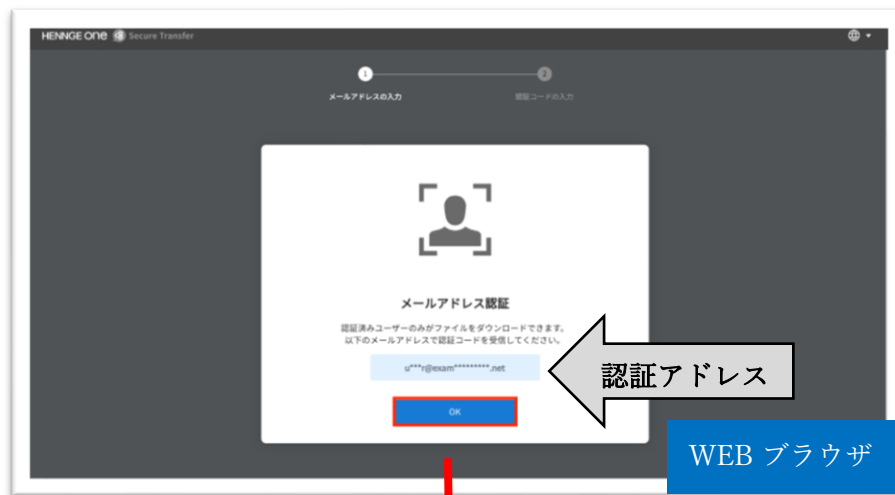 HENNGE ONE Secure Transfer
1
2
メールアドレスの入力
認証コードの入力
メールアドレス認証
認証済みユーザーのみがファイルをダウンロードできます。
以下のメールアドレスで認証コードを受信してください。
u***r@exam*********.net
認証アドレス
OK
WEB ブラウザ